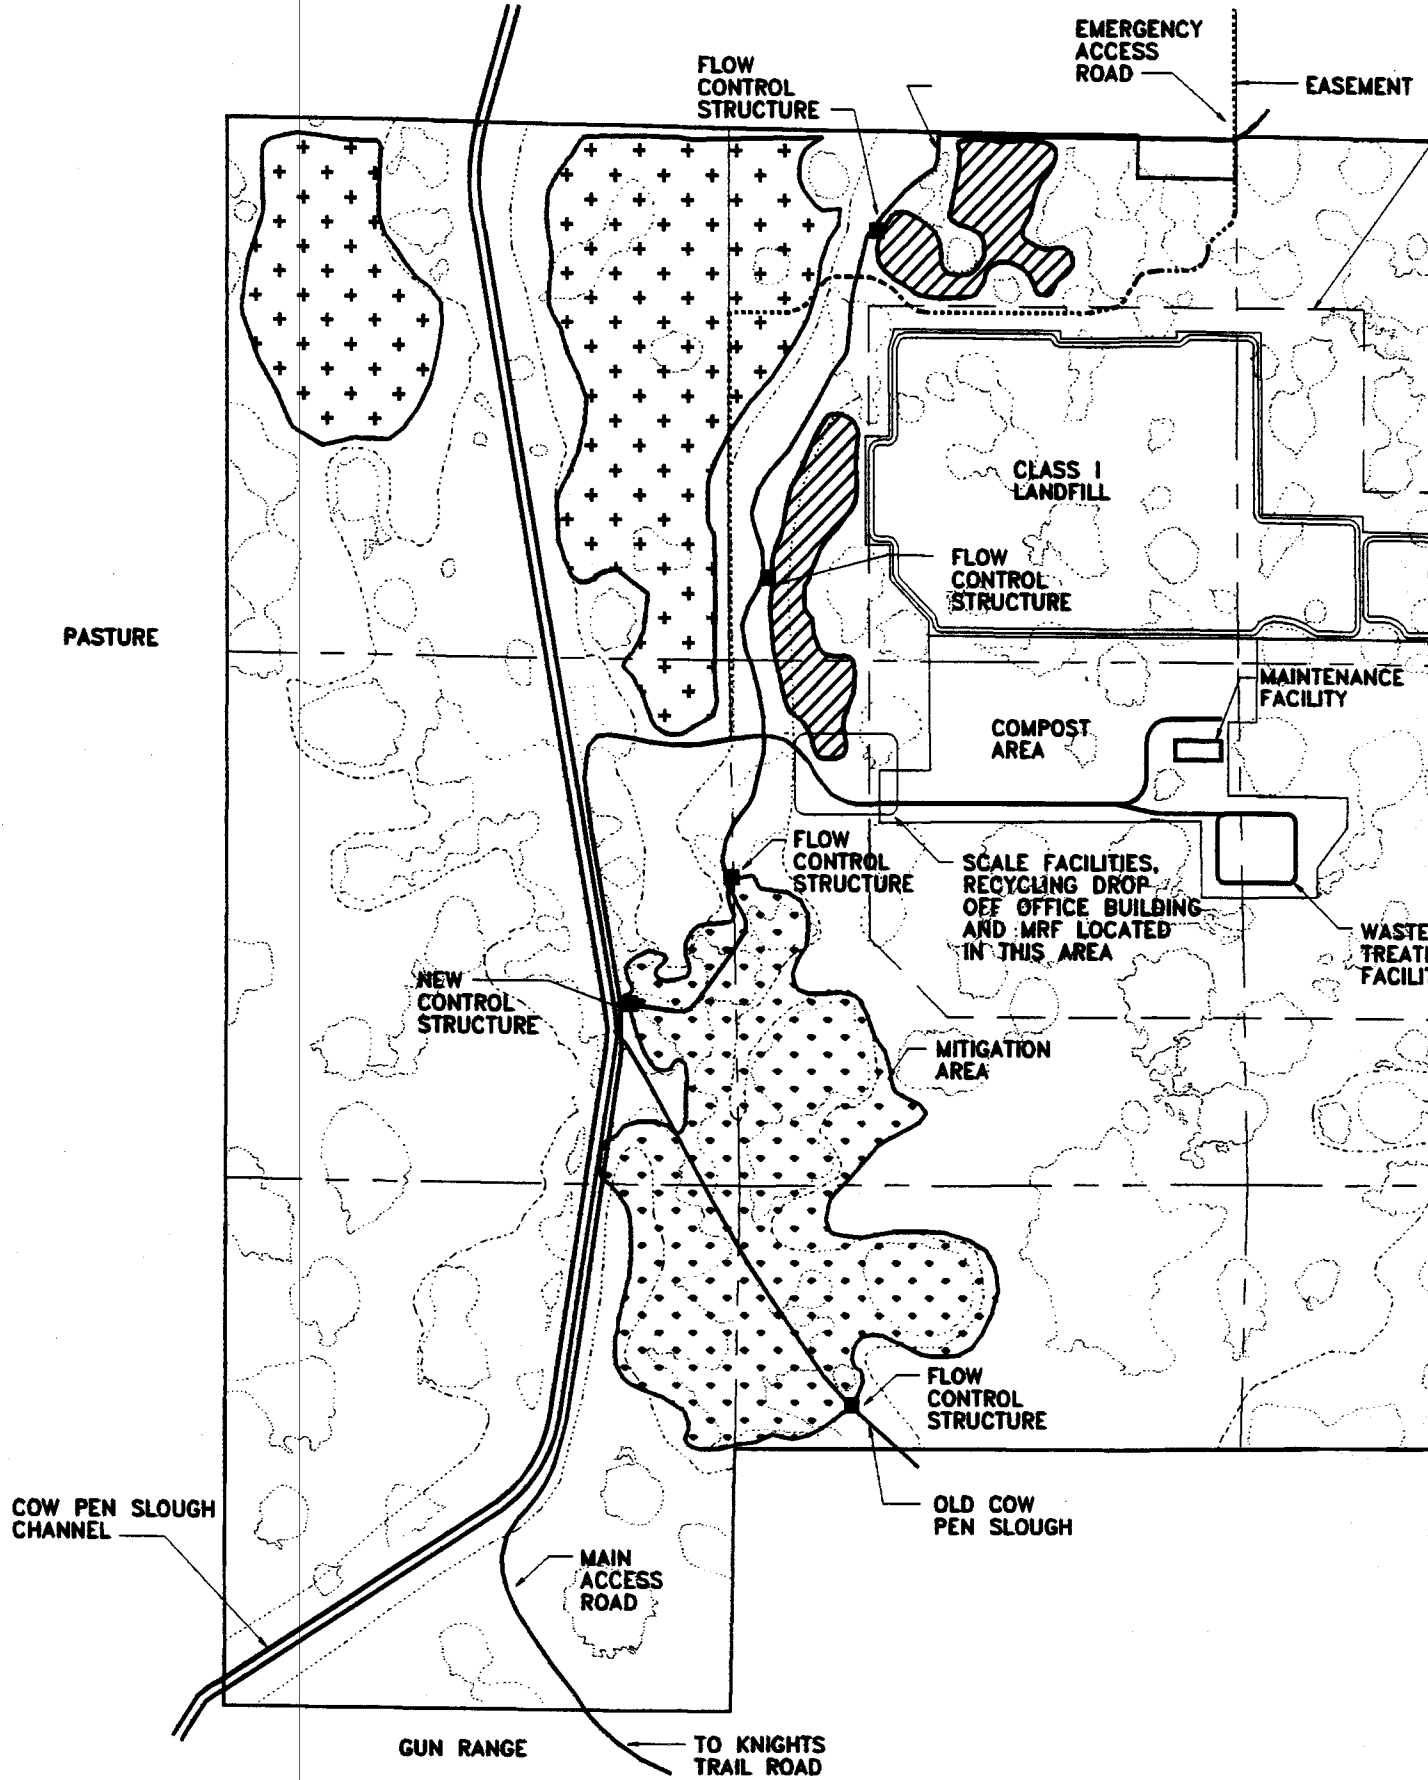 EMERGENCY
ACCESS
ROAD
EASEMENT
FLOW
CONTROL
STRUCTURE
CLASS I
LANDFILL
FLOW
CONTROL
STRUCTURE
PASTURE
MAINTENANCE
FACILITY
COMPOST
AREA
FLOW
CONTROL
STRUCTURE
SCALE FACILITIES,
RECYCLING DROP
OFF OFFICE BUILDING
AND MRF LOCATED
IN THIS AREA
WASTE
TREAT
FACILI
NEW
CONTROL
STRUCTURE
MITIGATION
AREA
FLOW
CONTROL
STRUCTURE
COW PEN SLOUGH
CHANNEL
OLD COW
PEN SLOUGH
MAIN
ACCESS
ROAD
GUN RANGE
TO KNIGHTS
TRAIL ROAD